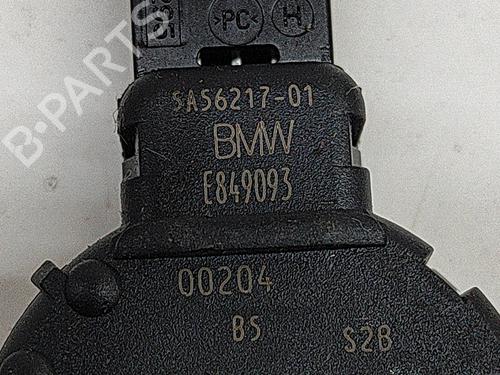 >PC<
H
5A56217-01
BMW
E849093
00204
BS
S2B
B-PARTS